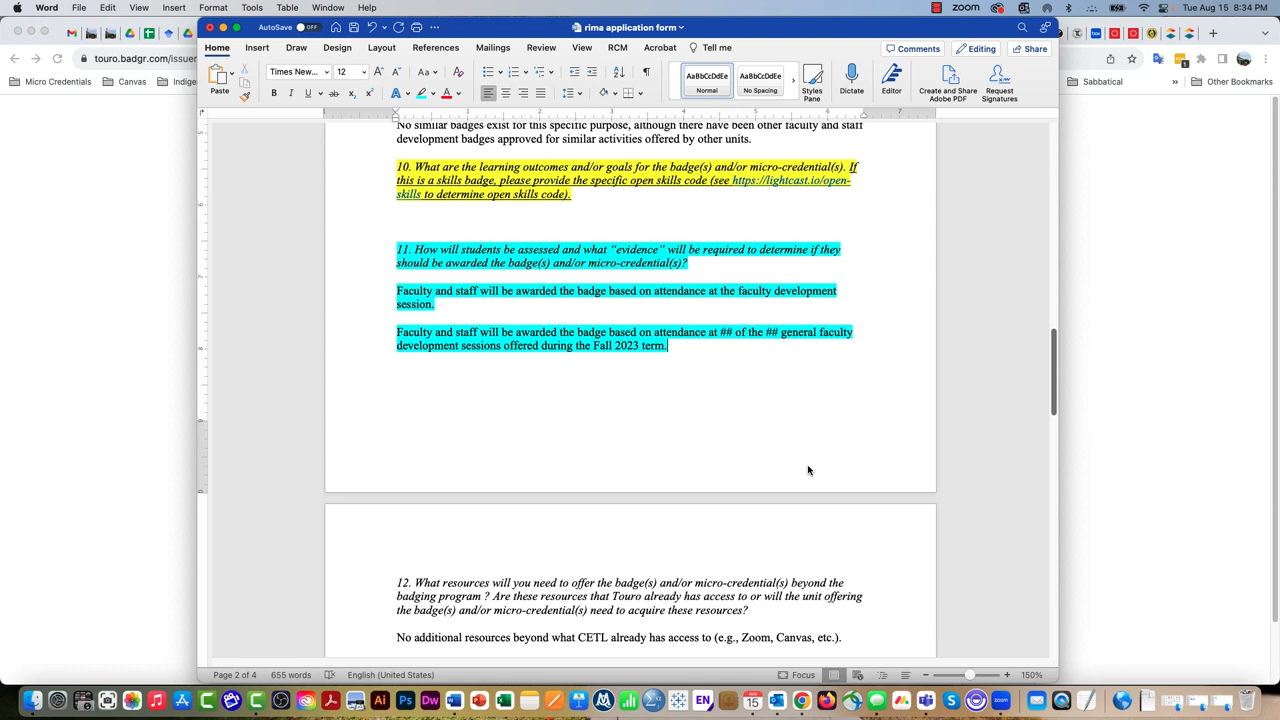 Word File Edit View Insert Format Tools Table Window Help
zoom
Tue Aug 15 8:34 PM
touro.badgr.com/issuer
Micro Credentials
Canvas
Indige
Sabbatical
»
Other Bookmarks
AutoSave OFF
rima application form
Home Insert Draw Design Layout References Mailings Review View RCM Acrobat Tell me
Comments Editing Share
Paste
Times New... 12
AaBbCcDdEe
Normal
AaBbCcDdEe
No Spacing
Styles
Pane
Dictate
Editor
Create and Share
Adobe PDF
Request
Signatures
No similar badges exist for this specific purpose, although there have been other faculty and staff
development badges approved for similar activities offered by other units.
10. What are the learning outcomes and/or goals for the badge(s) and/or micro-credential(s). If
this is a skills badge, please provide the specific open skills code (see https://lightcast.io/open-
skills to determine open skills code).
11. How will students be assessed and what “evidence” will be required to determine if they
should be awarded the badge(s) and/or micro-credential(s)?
Faculty and staff will be awarded the badge based on attendance at the faculty development
session.
Faculty and staff will be awarded the badge based on attendance at ## of the ## general faculty
development sessions offered during the Fall 2023 term.
12. What resources will you need to offer the badge(s) and/or micro-credential(s) beyond the
badging program ? Are these resources that Touro already has access to or will the unit offering
the badge(s) and/or micro-credential(s) need to acquire these resources?
No additional resources beyond what CETL already has access to (e.g., Zoom, Canvas, etc.).
Page 2 of 4 655 words English (United States) Focus 150%